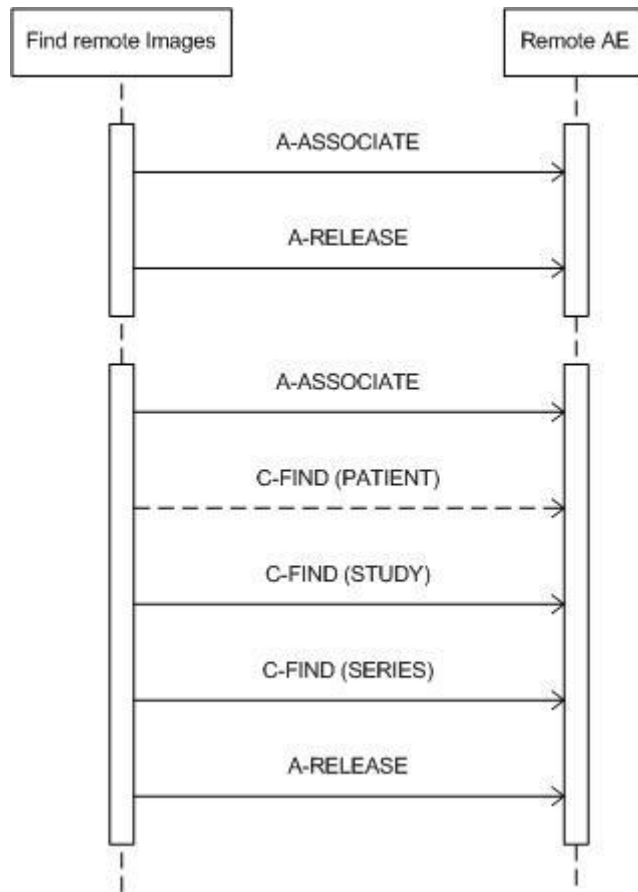 Find remote Images
Remote AE
A-ASSOCIATE
A-RELEASE
A-ASSOCIATE
C-FIND (PATIENT)
C-FIND (STUDY)
C-FIND (SERIES)
A-RELEASE